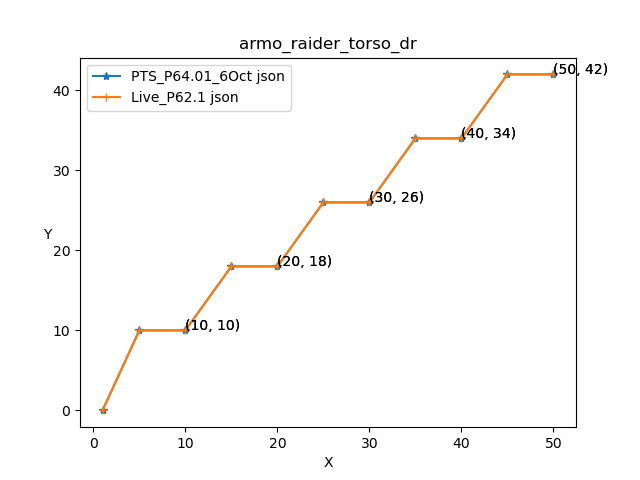 armo_raider_torso_dr
PTS_P64.01_6Oct json
Live_P62.1 json
(50, 42)
(40, 34)
(30, 26)
(20, 18)
(10, 10)
40
30
20
10
0
Y
0 10 20 30 40 50
X